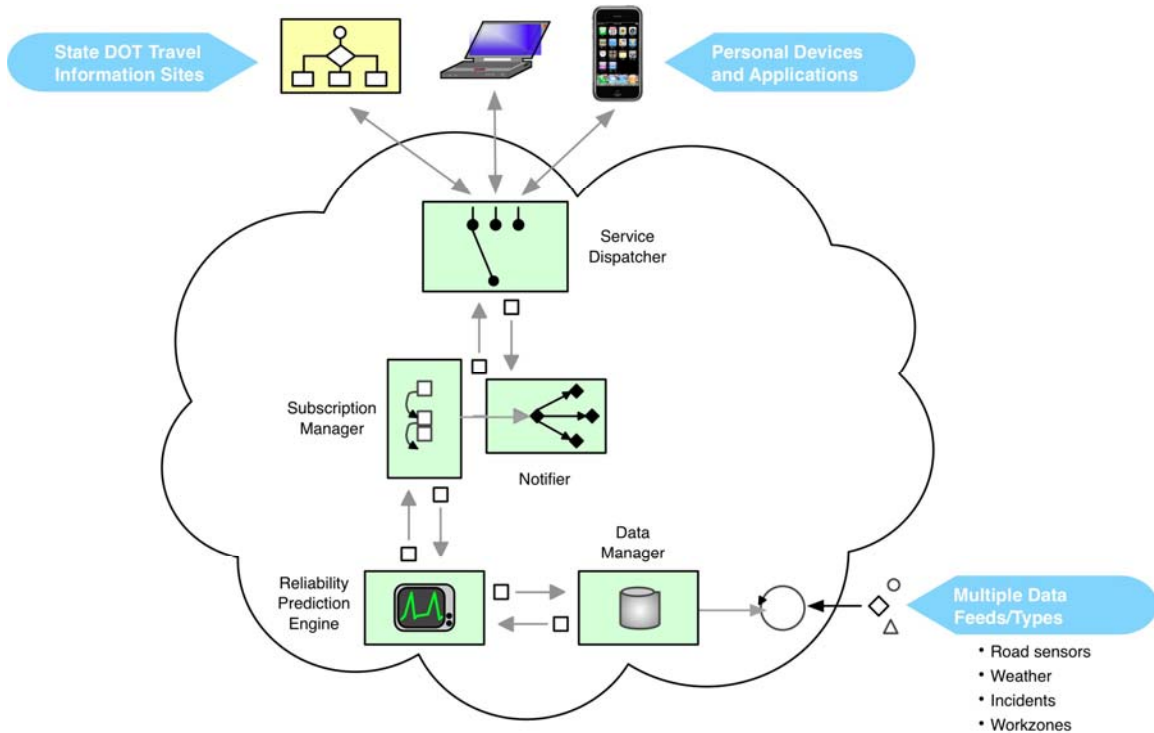 State DOT Travel
Information Sites
Personal Devices
and Applications
Service
Dispatcher
Subscription
Manager
Notifier
Data
Manager
Reliability
Prediction
Engine
Multiple Data
Feeds/Types
• Road sensors
• Weather
• Incidents
• Workzones